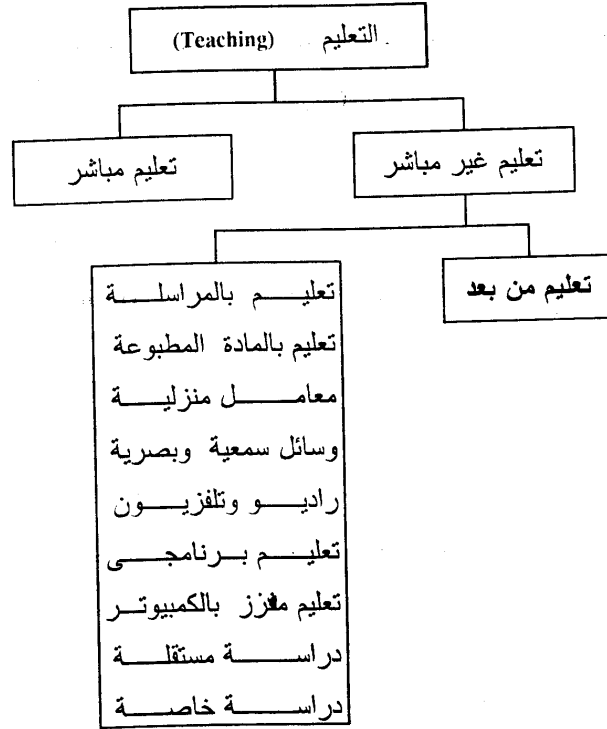 التعليم (Teaching)
تعليم غير مباشر
تعليم مباشر
تعليم من بعد
تعليم بالمراسلة
تعليم بالمادة المطبوعة
معامل منزلية
وسائل سمعية وبصرية
راديو وتلفزيون
تعليم برنامجى
تعليم معزز بالكمبيوتر
دراسة مستقلة
دراسة خاصة